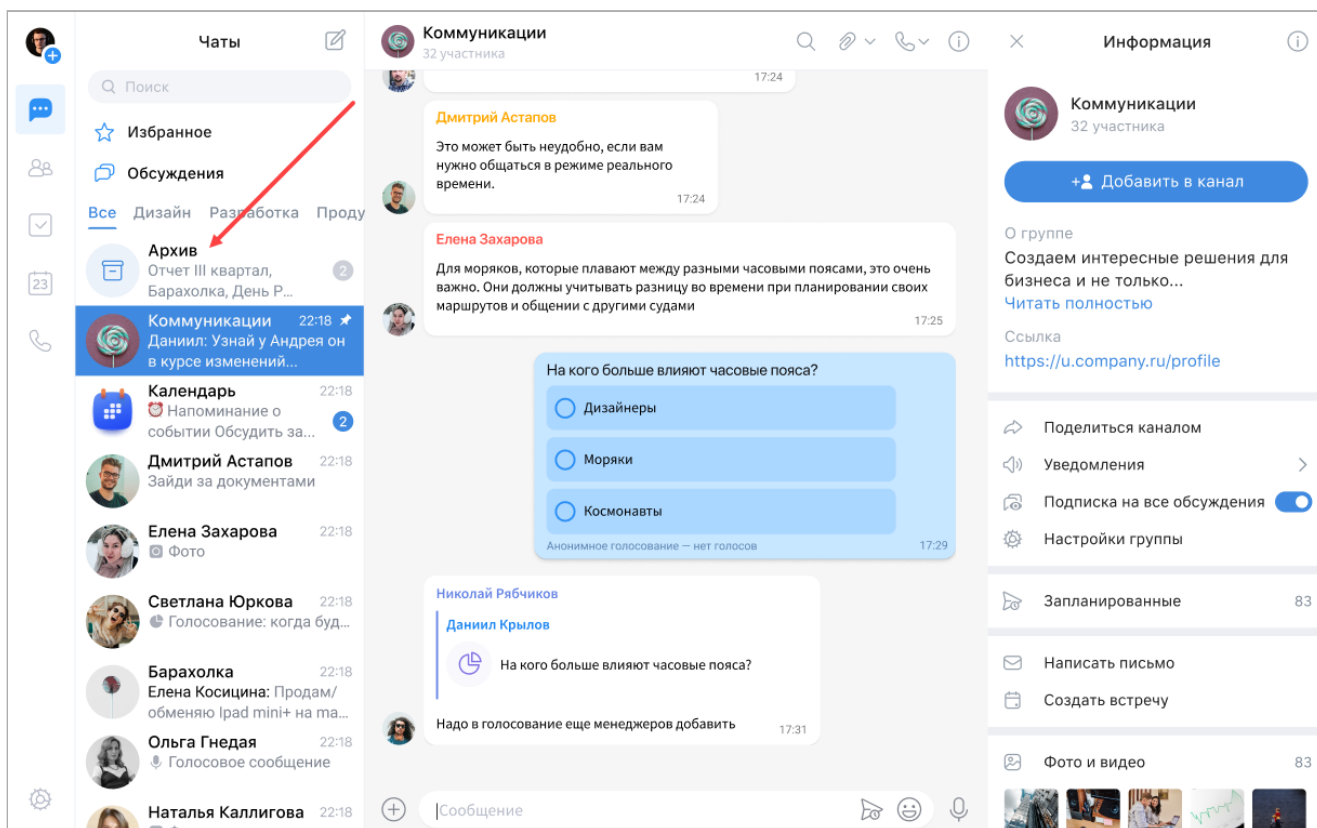 Чаты
Поиск
Избранное
Обсуждения
Все Дизайн Разработка Проду
Архив
Отчет III квартал,
Барахолка, День Р...
2
Коммуникации 22:18
Даниил: Узнай у Андрея он
в курсе изменений...
Календарь 22:18
Напоминание о
событии Обсудить за...
2
Дмитрий Астапов 22:18
Зайди за документами
Елена Захарова 22:18
Фото
Светлана Юркова 22:18
Голосование: когда буд...
Барахолка 22:18
Елена Косицина: Продам/
обменяю Ipad mini+ на ma...
Ольга Гнедая 22:18
Голосовое сообщение
Наталья Каллигова 22:18
23
Коммуникации
32 участника
17:24
Дмитрий Астапов
Это может быть неудобно, если вам
нужно общаться в режиме реального
времени.
17:24
Елена Захарова
Для моряков, которые плавают между разными часовыми поясами, это очень
важно. Они должны учитывать разницу во времени при планировании своих
маршрутов и общении с другими судами
17:25
На кого больше влияют часовые пояса?
Дизайнеры
Моряки
Космонавты
Анонимное голосование — нет голосов 17:29
Николай Рябчиков
Даниил Крылов
На кого больше влияют часовые пояса?
Надо в голосование еще менеджеров добавить 17:31
Сообщение
Информация
Коммуникации
32 участника
Добавить в канал
О группе
Создаем интересные решения для
бизнеса и не только...
Читать полностью
Ссылка
https://u.company.ru/profile
Поделиться каналом
Уведомления
Подписка на все обсуждения
Настройки группы
Запланированные 83
Написать письмо
Создать встречу
Фото и видео 83